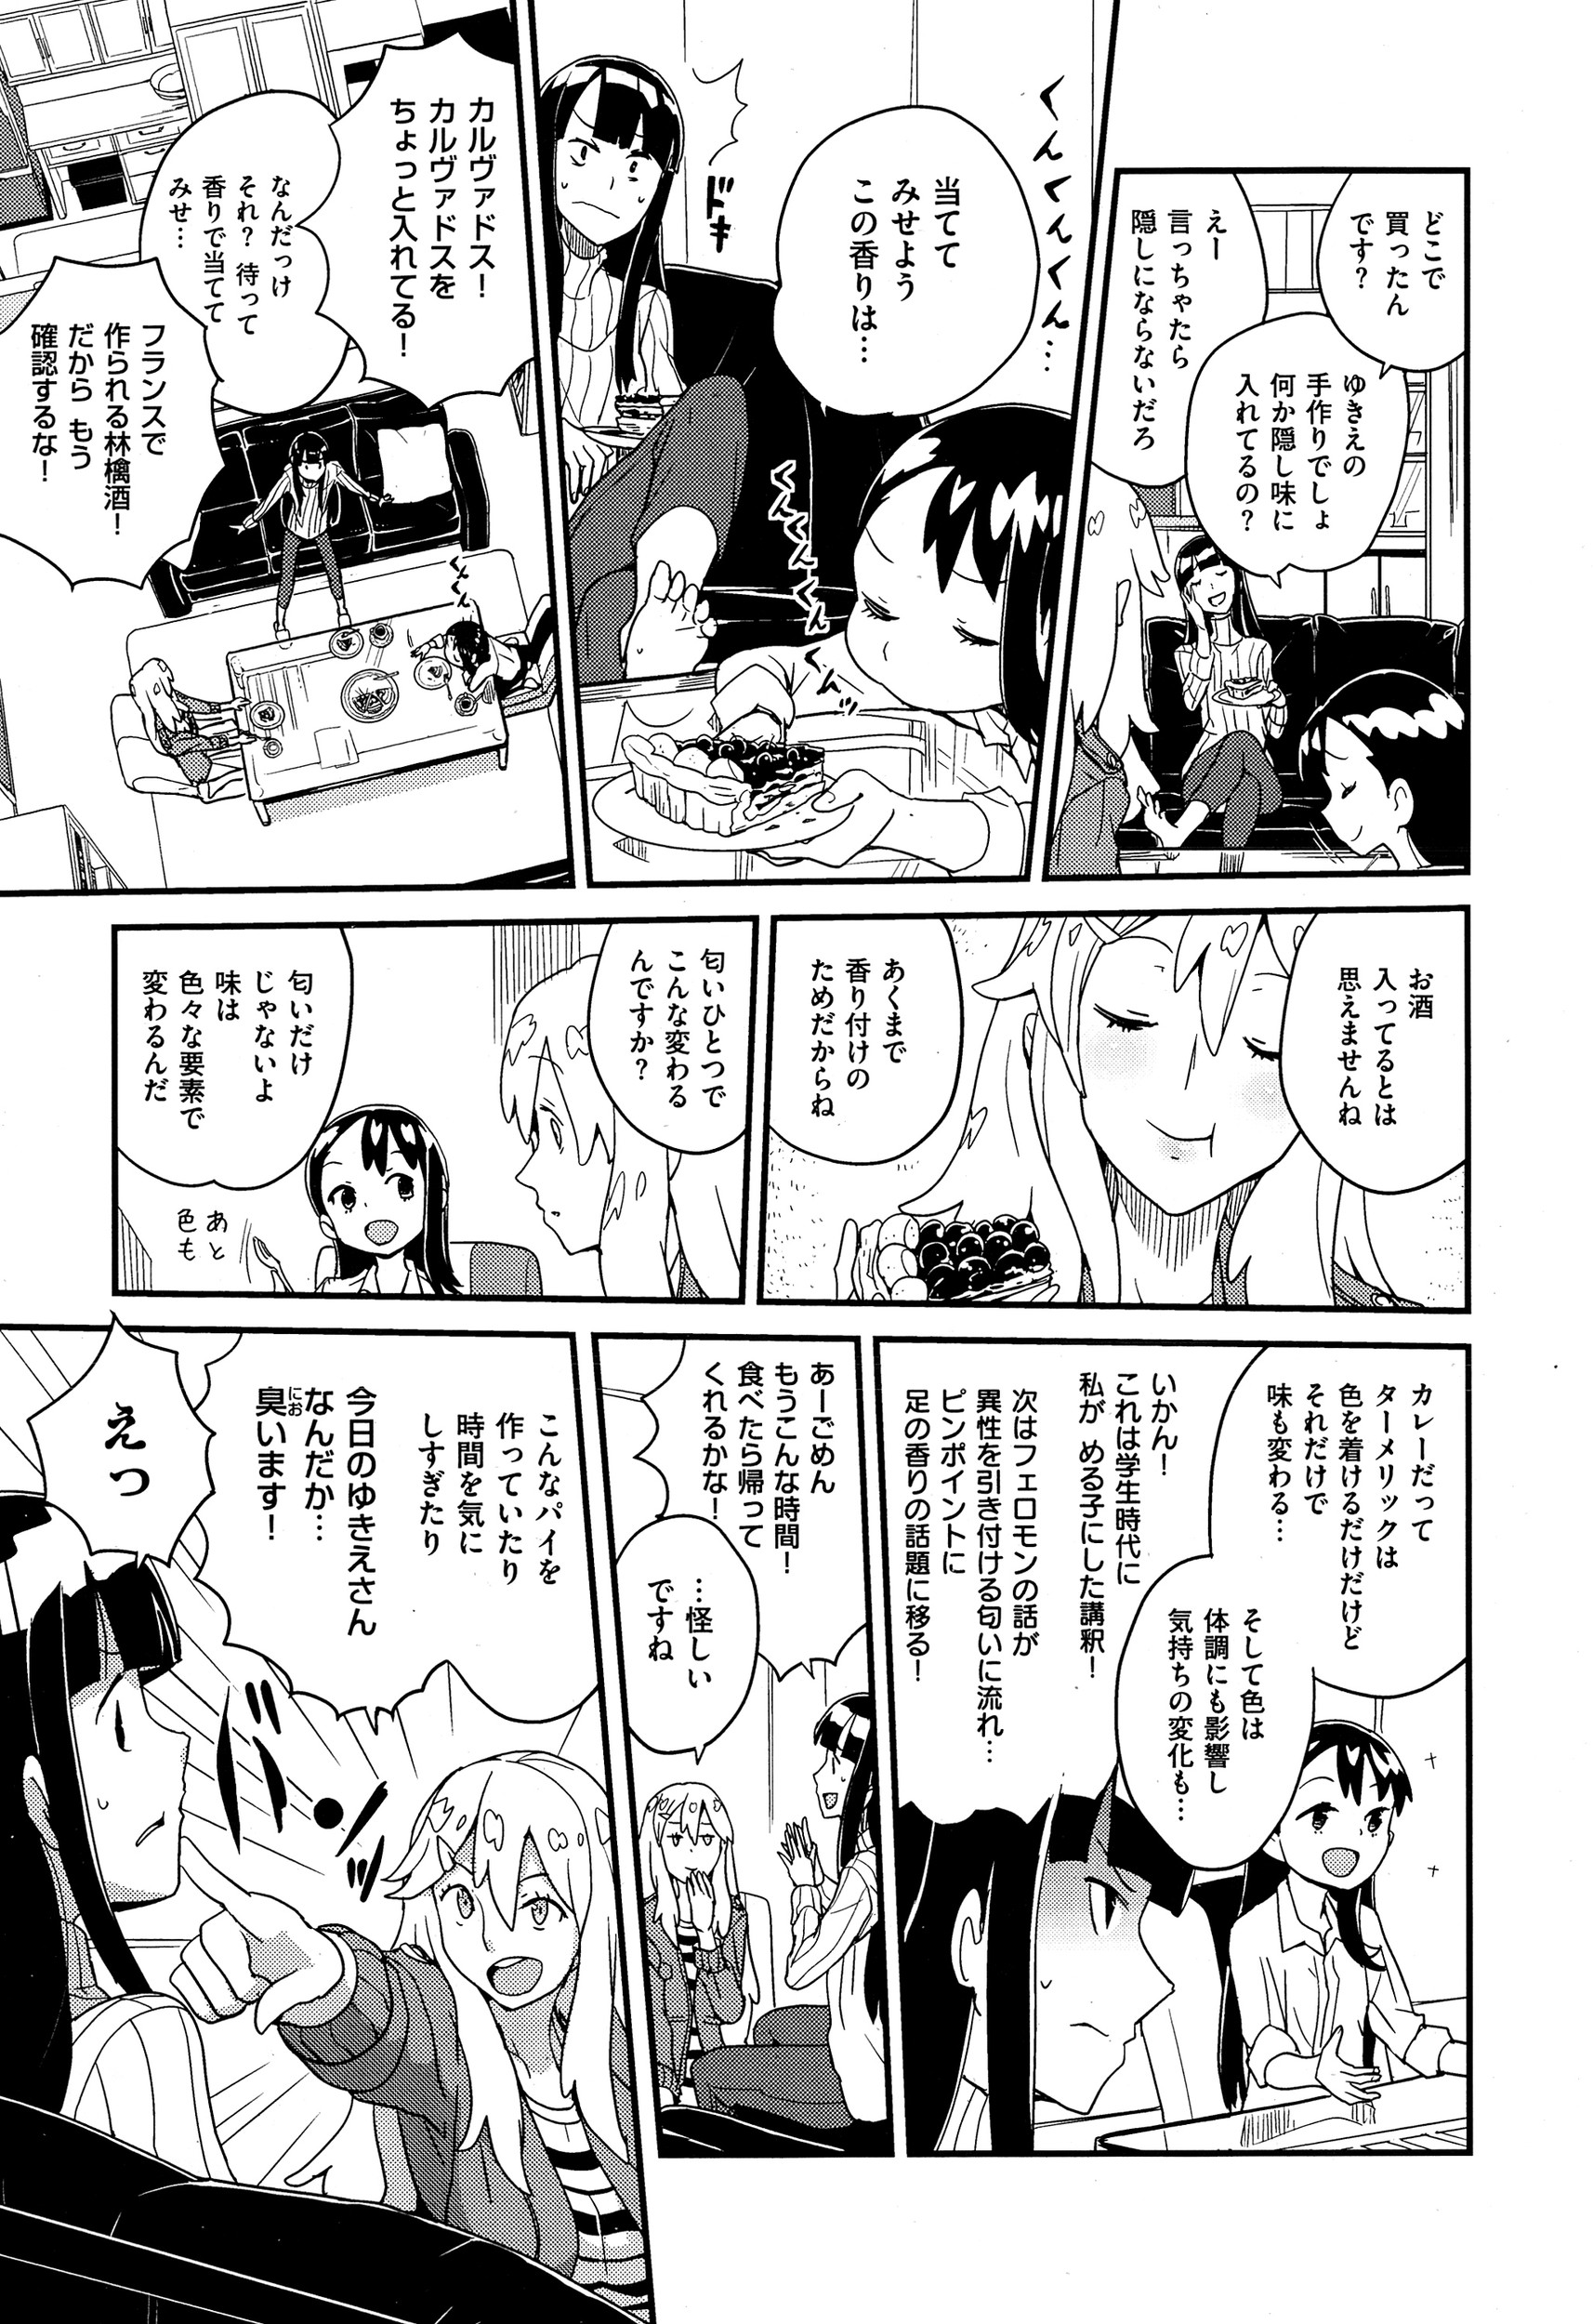 どこで
買ったん
です?
ゆきえの
手作りでしょ
何か隠し味に
入れてるの?
えー
言っちゃたら
隠しにならないだろ
くんくんくんくん…
当てて
みせよう
この香りは…
ドキ
くんくんくんくん
くんっ
カルヴァドス!
カルヴァドスを
ちょっと入れてる!
なんだっけ
それ?待って
香りで当てて
みせ…
フランスで
作られる林檎酒!
だから もう
確認するな!
くんくん
お酒
入ってるとは
思えませんね
あくまで
香り付けの
ためだからね
匂いひとつで
こんな変わる
んですか?
匂いだけ
じゃないよ
味は
色々な要素で
変わるんだ
あと
色も
カレーだって
ターメリックは
色を着けるだけだけど
それだけで
味も変わる…
そして色は
体調にも影響し
気持ちの変化も…
いかん!
これは学生時代に
私が める子にした講釈!
次はフェロモンの話が
異性を引き付ける匂いに流れ…
ピンポイントに
足の香りの話題に移る!
あーごめん
もうこんな時間!
食べたら帰って
くれるかな!
…怪しい
ですね
こんなパイを
作っていたり
時間を気に
しすぎたり
今日のゆきえさん
なんだか…
臭います!
にお
バーン
えっ